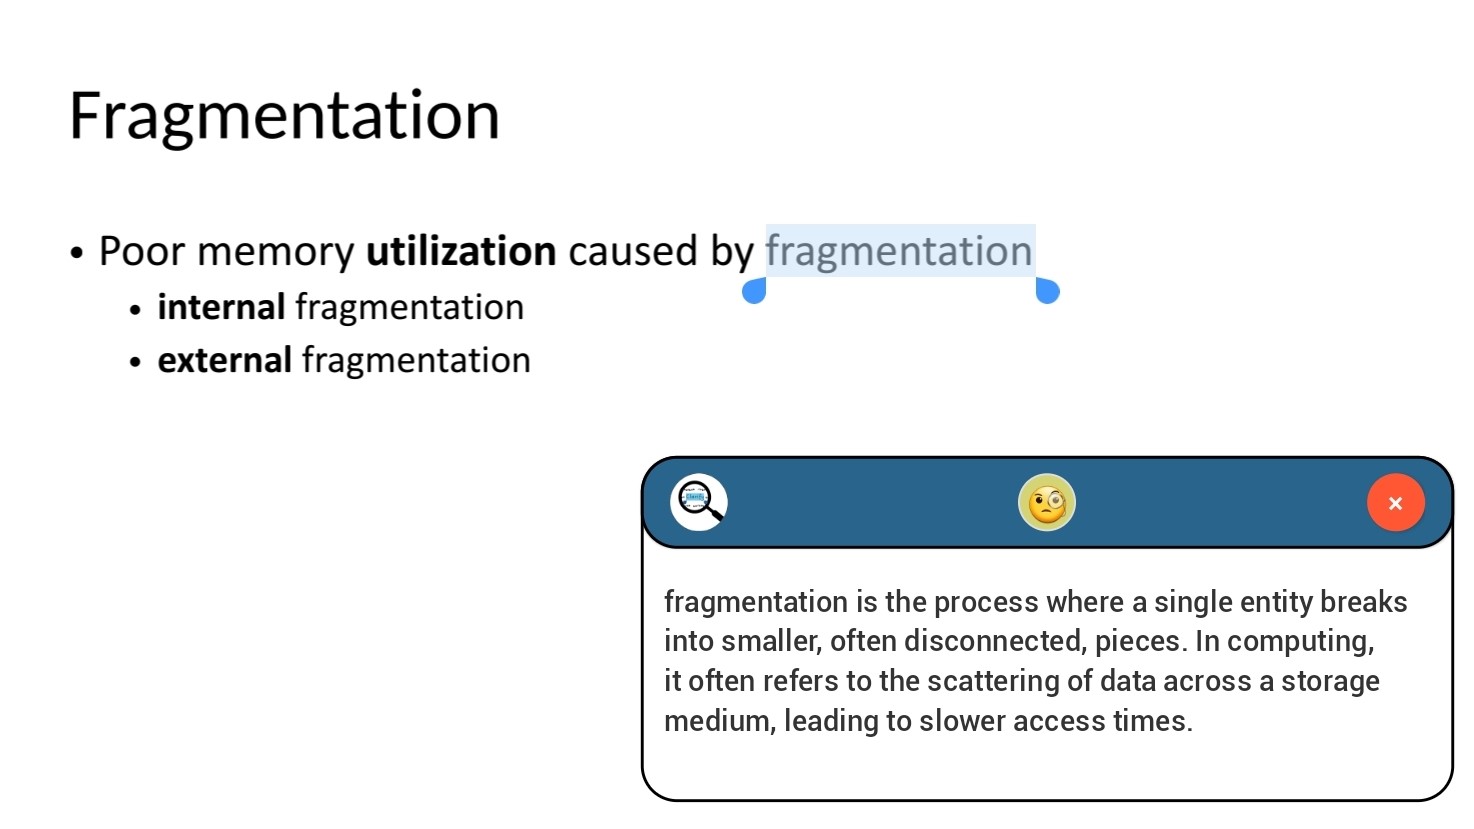 Fragmentation
• Poor memory utilization caused by fragmentation
• internal fragmentation
• external fragmentation
×
fragmentation is the process where a single entity breaks
into smaller, often disconnected, pieces. In computing,
it often refers to the scattering of data across a storage
medium, leading to slower access times.